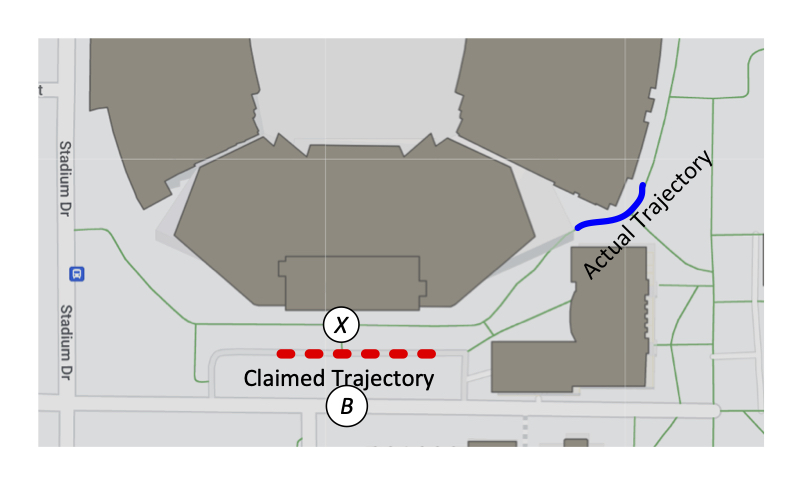 t
Stadium Dr
Actual Trajectory
Stadium Dr
X
Claimed Trajectory
B